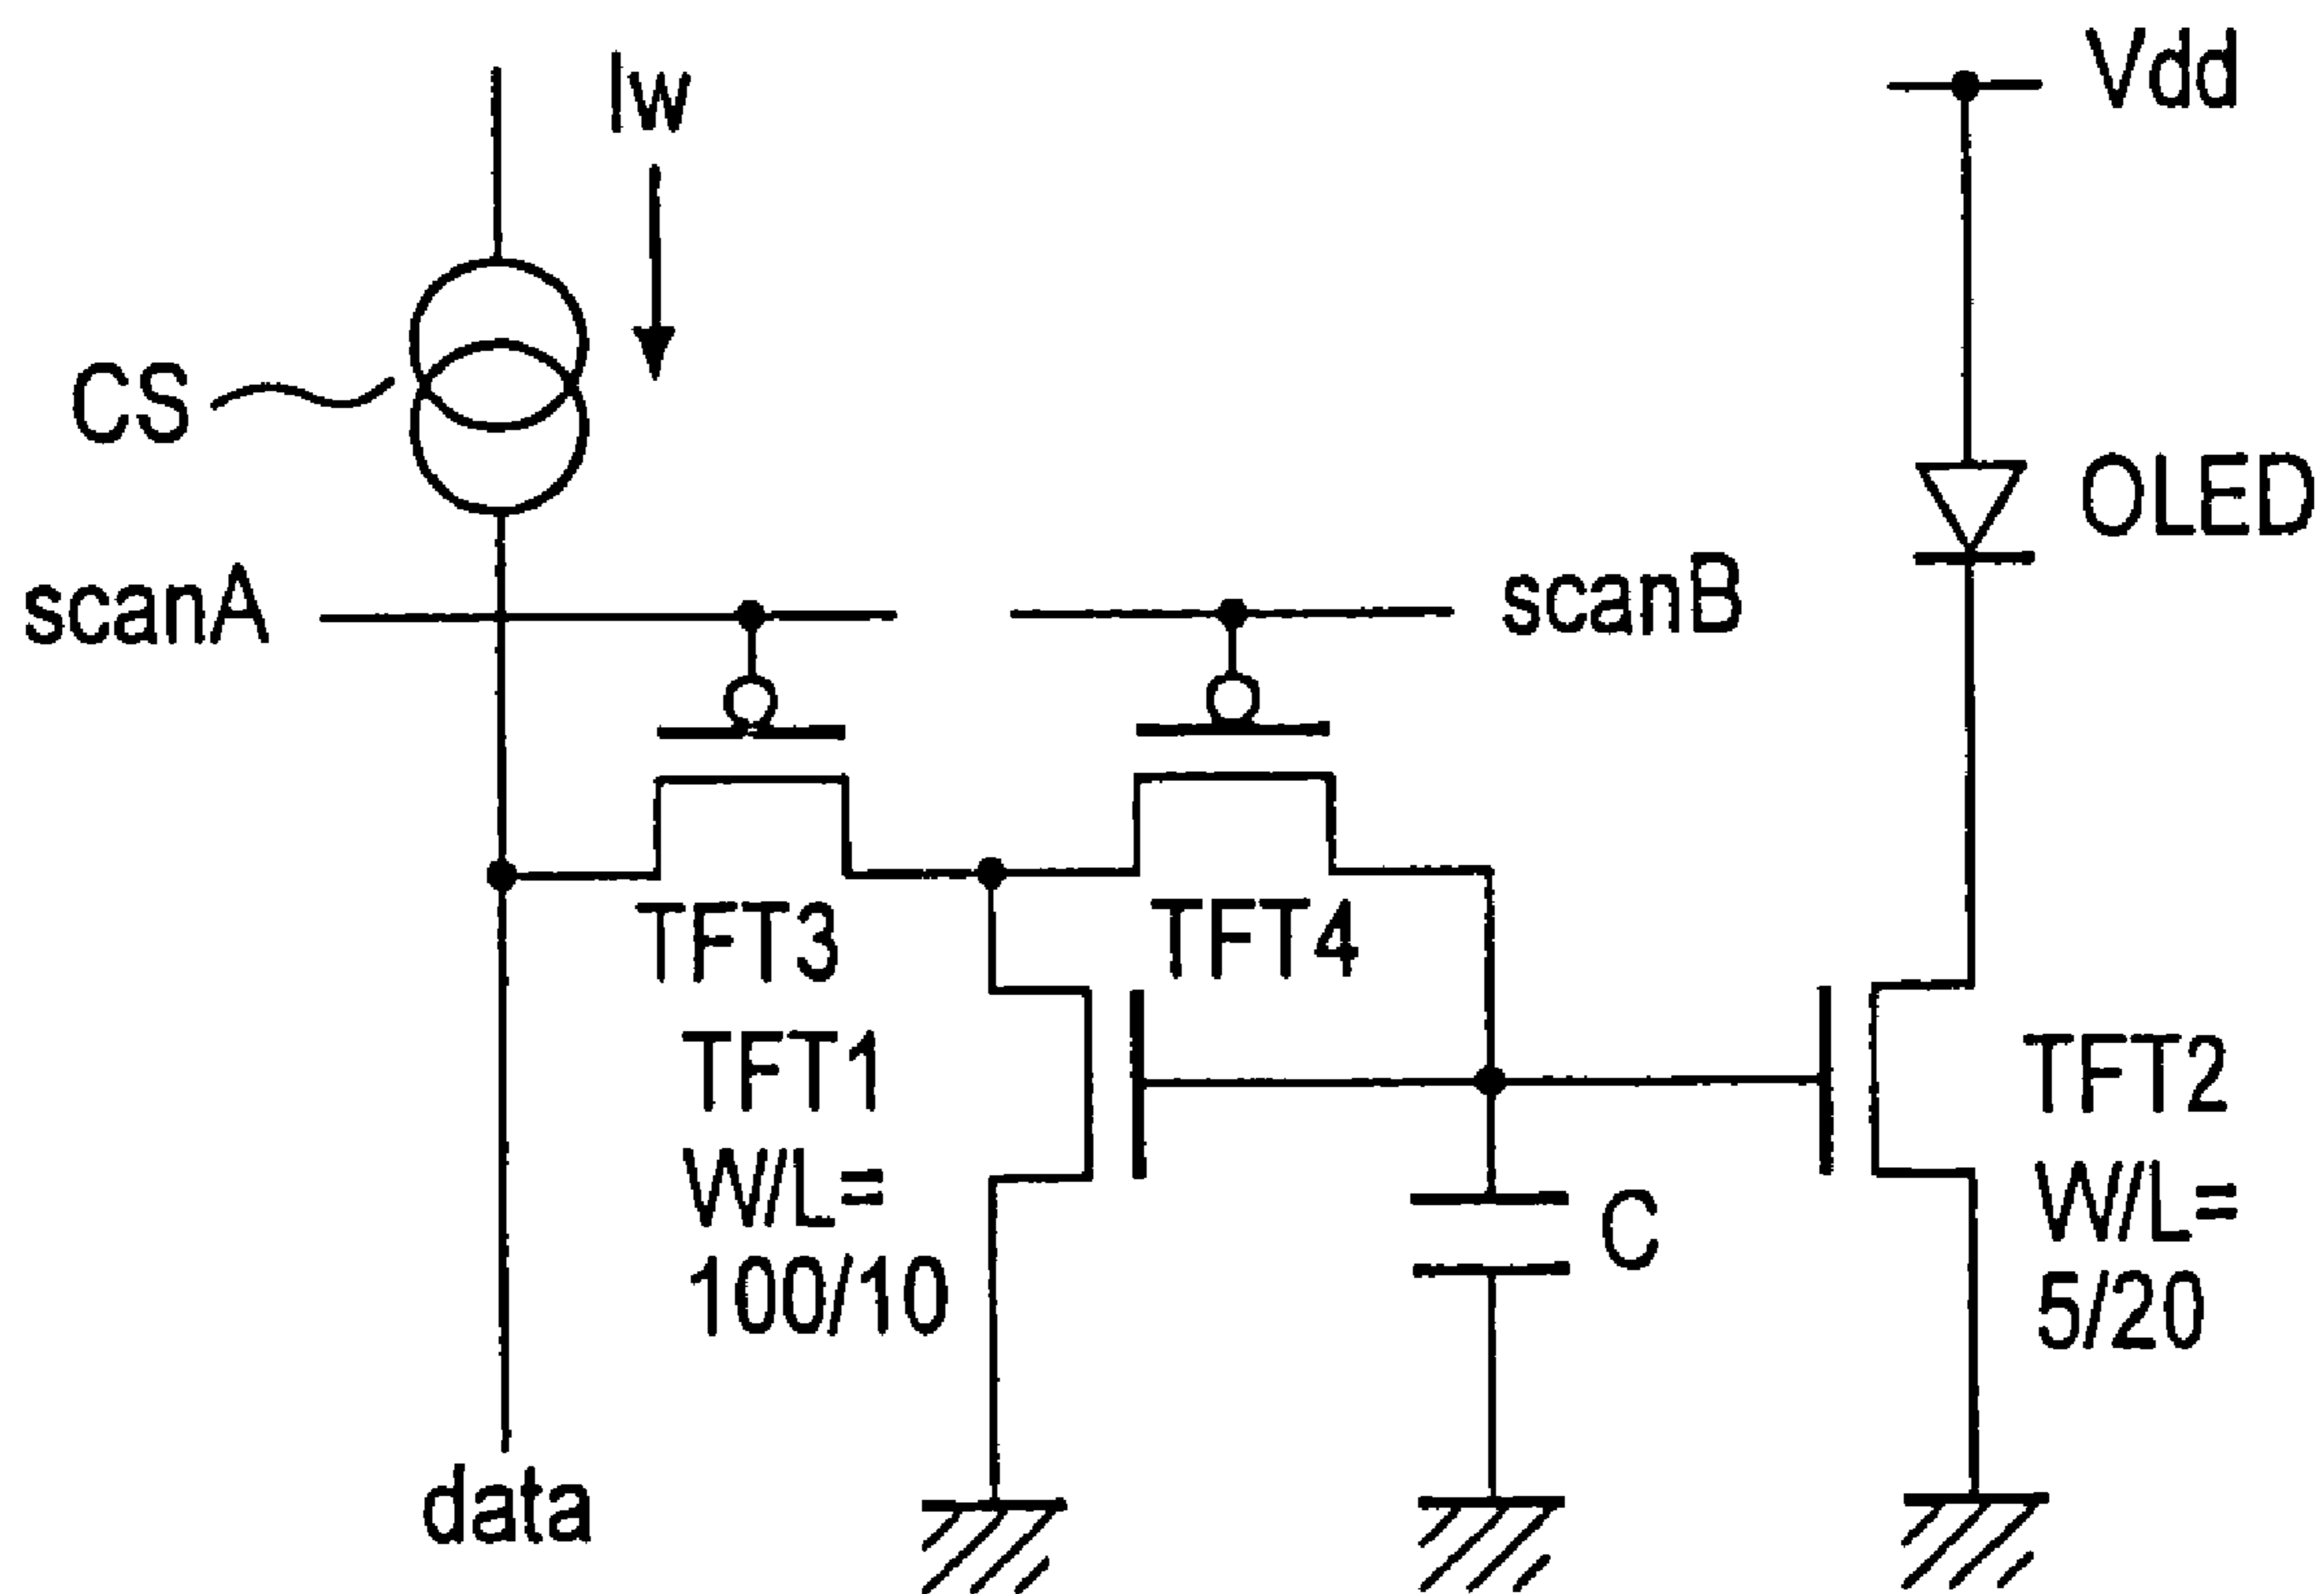 Iw
Vdd
CS
OLED
scanA
scanB
TFT3
TFT4
TFT1
W/L=
100/10
C
TFT2
W/L=
5/20
data